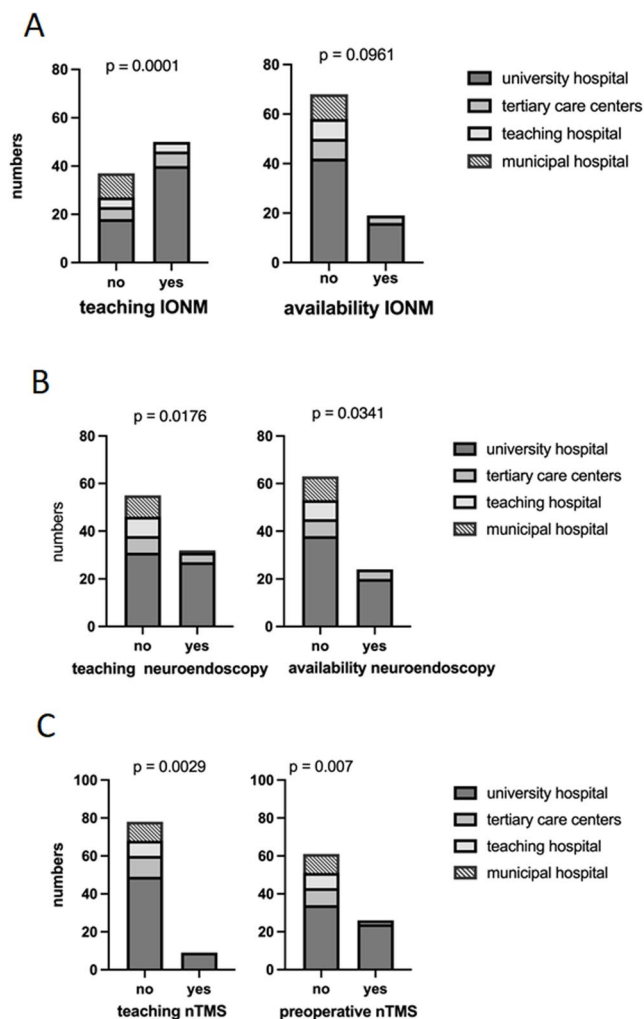 A
p = 0.0001
p = 0.0961
numbers
80
60
40
20
0
no yes
teaching IONM
80
60
40
20
0
no yes
availability IONM
university hospital
tertiary care centers
teaching hospital
municipal hospital
B
p = 0.0176
p = 0.0341
numbers
80
60
40
20
0
no yes
teaching neuroendoscopy
80
60
40
20
0
no yes
availability neuroendoscopy
university hospital
tertiary care centers
teaching hospital
municipal hospital
C
p = 0.0029
p = 0.007
numbers
100
80
60
40
20
0
no yes
teaching nTMS
100
80
60
40
20
0
no yes
preoperative nTMS
university hospital
tertiary care centers
teaching hospital
municipal hospital